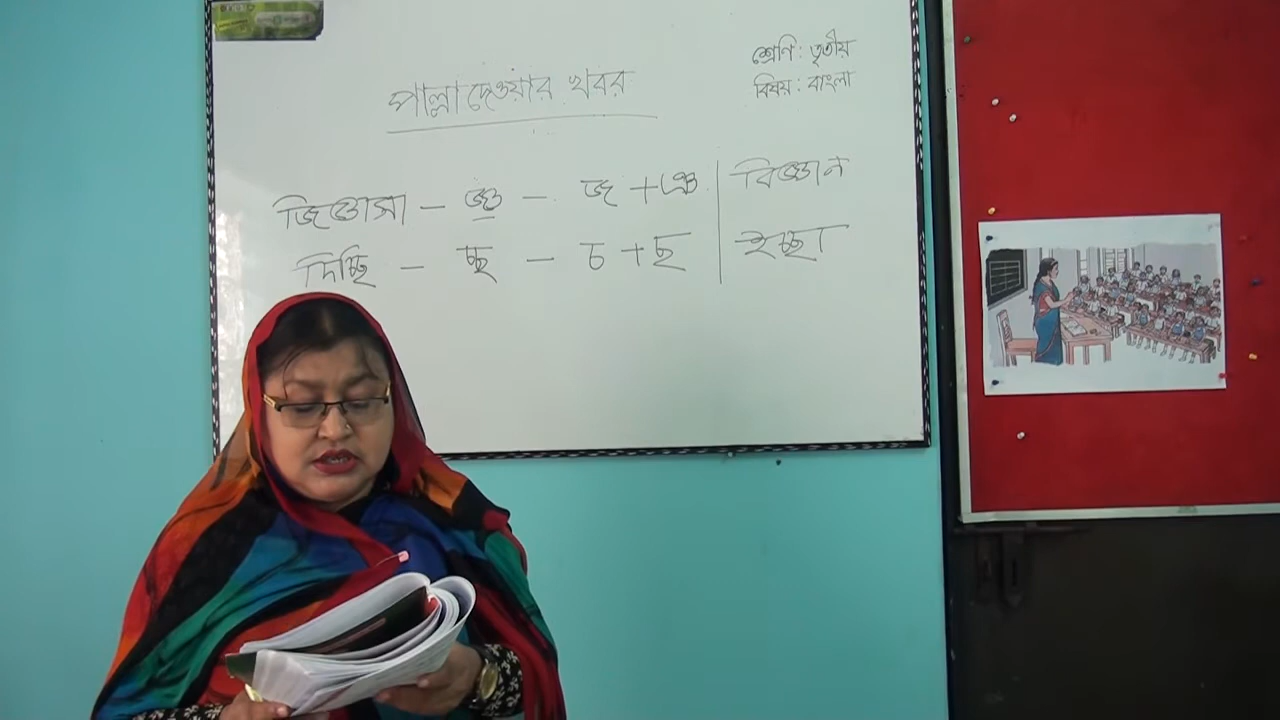 শ্রেণি : তৃতীয়
বিষয় : বাংলা
পাল্লা দেওয়ার খবর
জিজ্ঞাসা – জ্ঞ – জ + ঞ | বিজ্ঞান
দিচ্ছি – চ্ছ – চ + ছ | ইচ্ছা